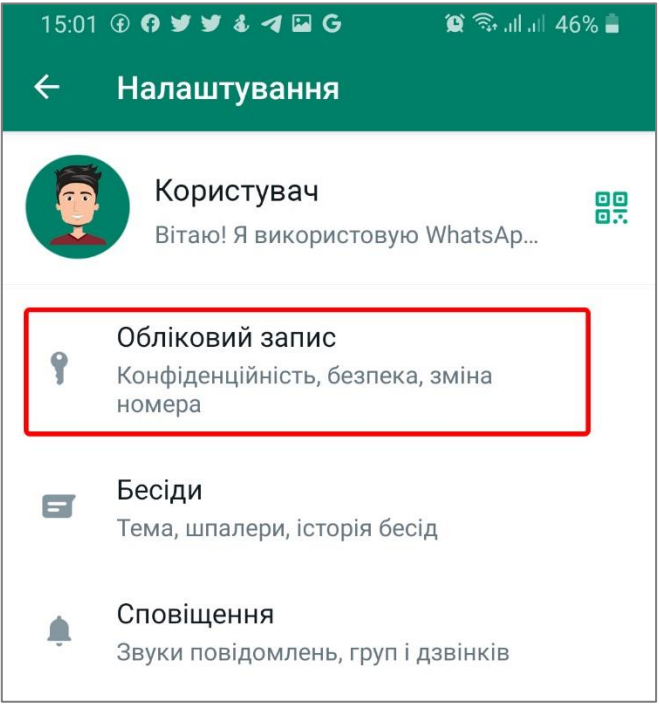 15:01 46%
Налаштування
Користувач
Вітаю! Я використовую WhatsAp...
Обліковий запис
Конфіденційність, безпека, зміна
номера
Бесіди
Тема, шпалери, історія бесід
Сповіщення
Звуки повідомлень, груп і дзвінків